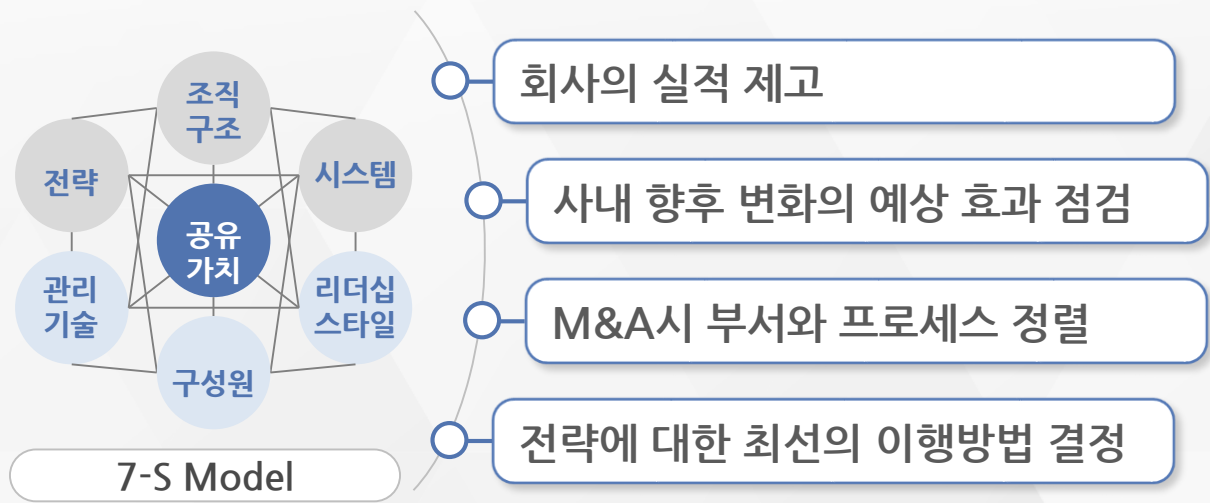 조직
구조
전략
시스템
공유
가치
관리
기술
리더십
스타일
구성원
7-S Model
회사의 실적 제고
사내 향후 변화의 예상 효과 점검
M&A시 부서와 프로세스 정렬
전략에 대한 최선의 이행방법 결정